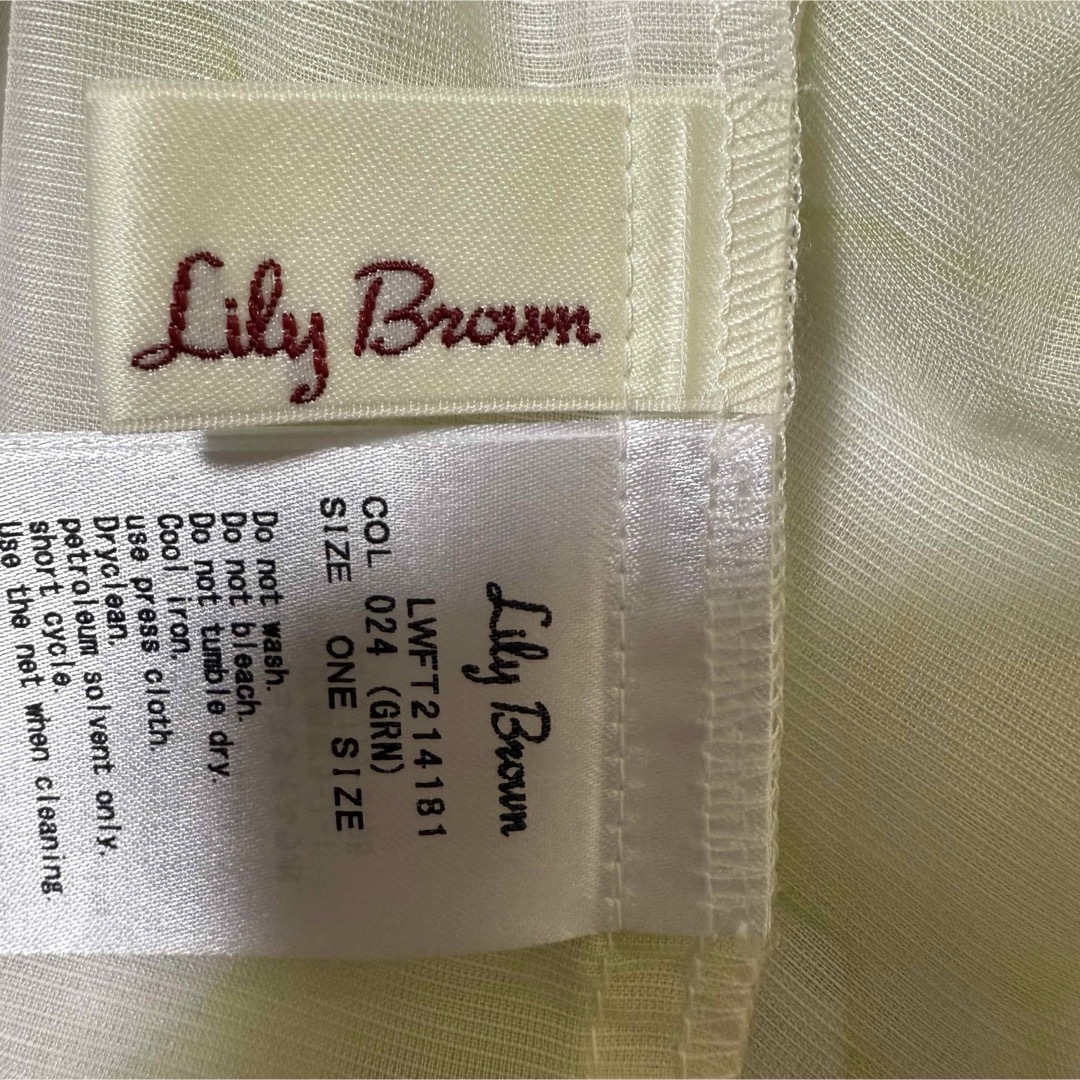 Lily Brown
Lily Brown
LWFT214181
COL 024 (GRN)
SIZE ONE SIZE
Do not wash.
Do not bleach.
Do not tumble dry.
Cool iron.
use press cloth.
Dryclean.
petroleum solvent only.
short cycle.
Use the net when cleaning.